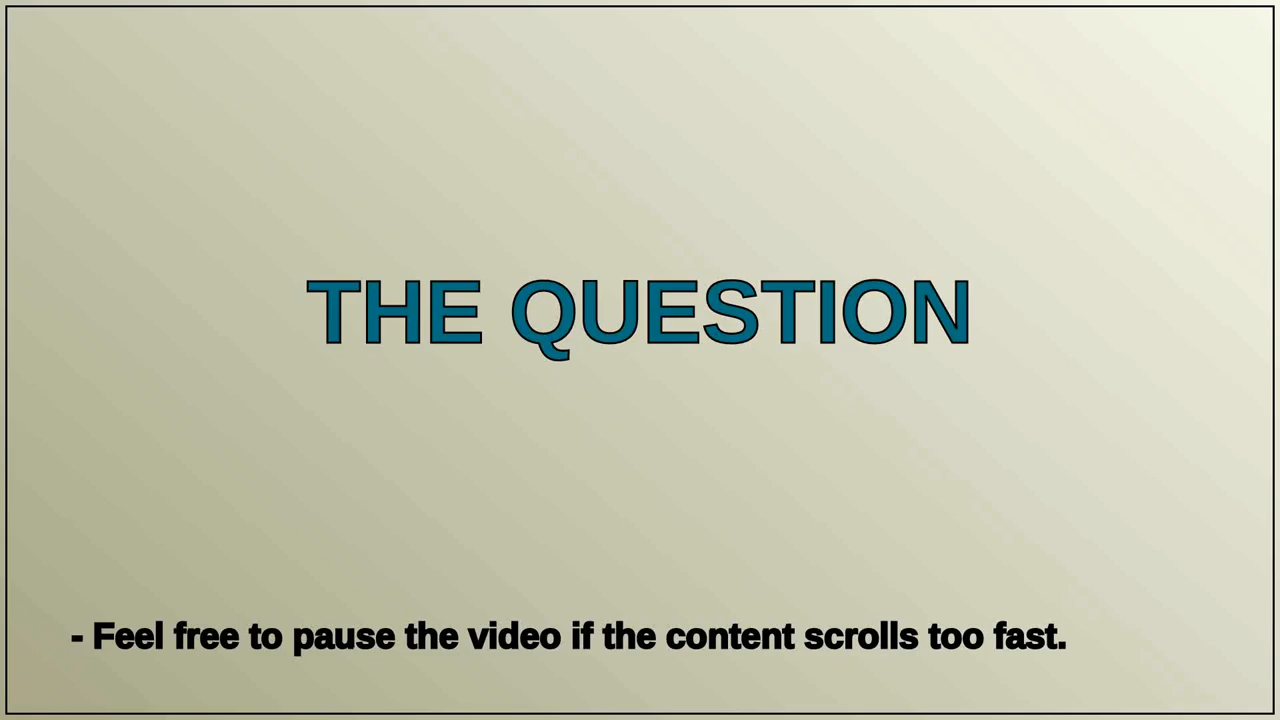 THE QUESTION
- Feel free to pause the video if the content scrolls too fast.